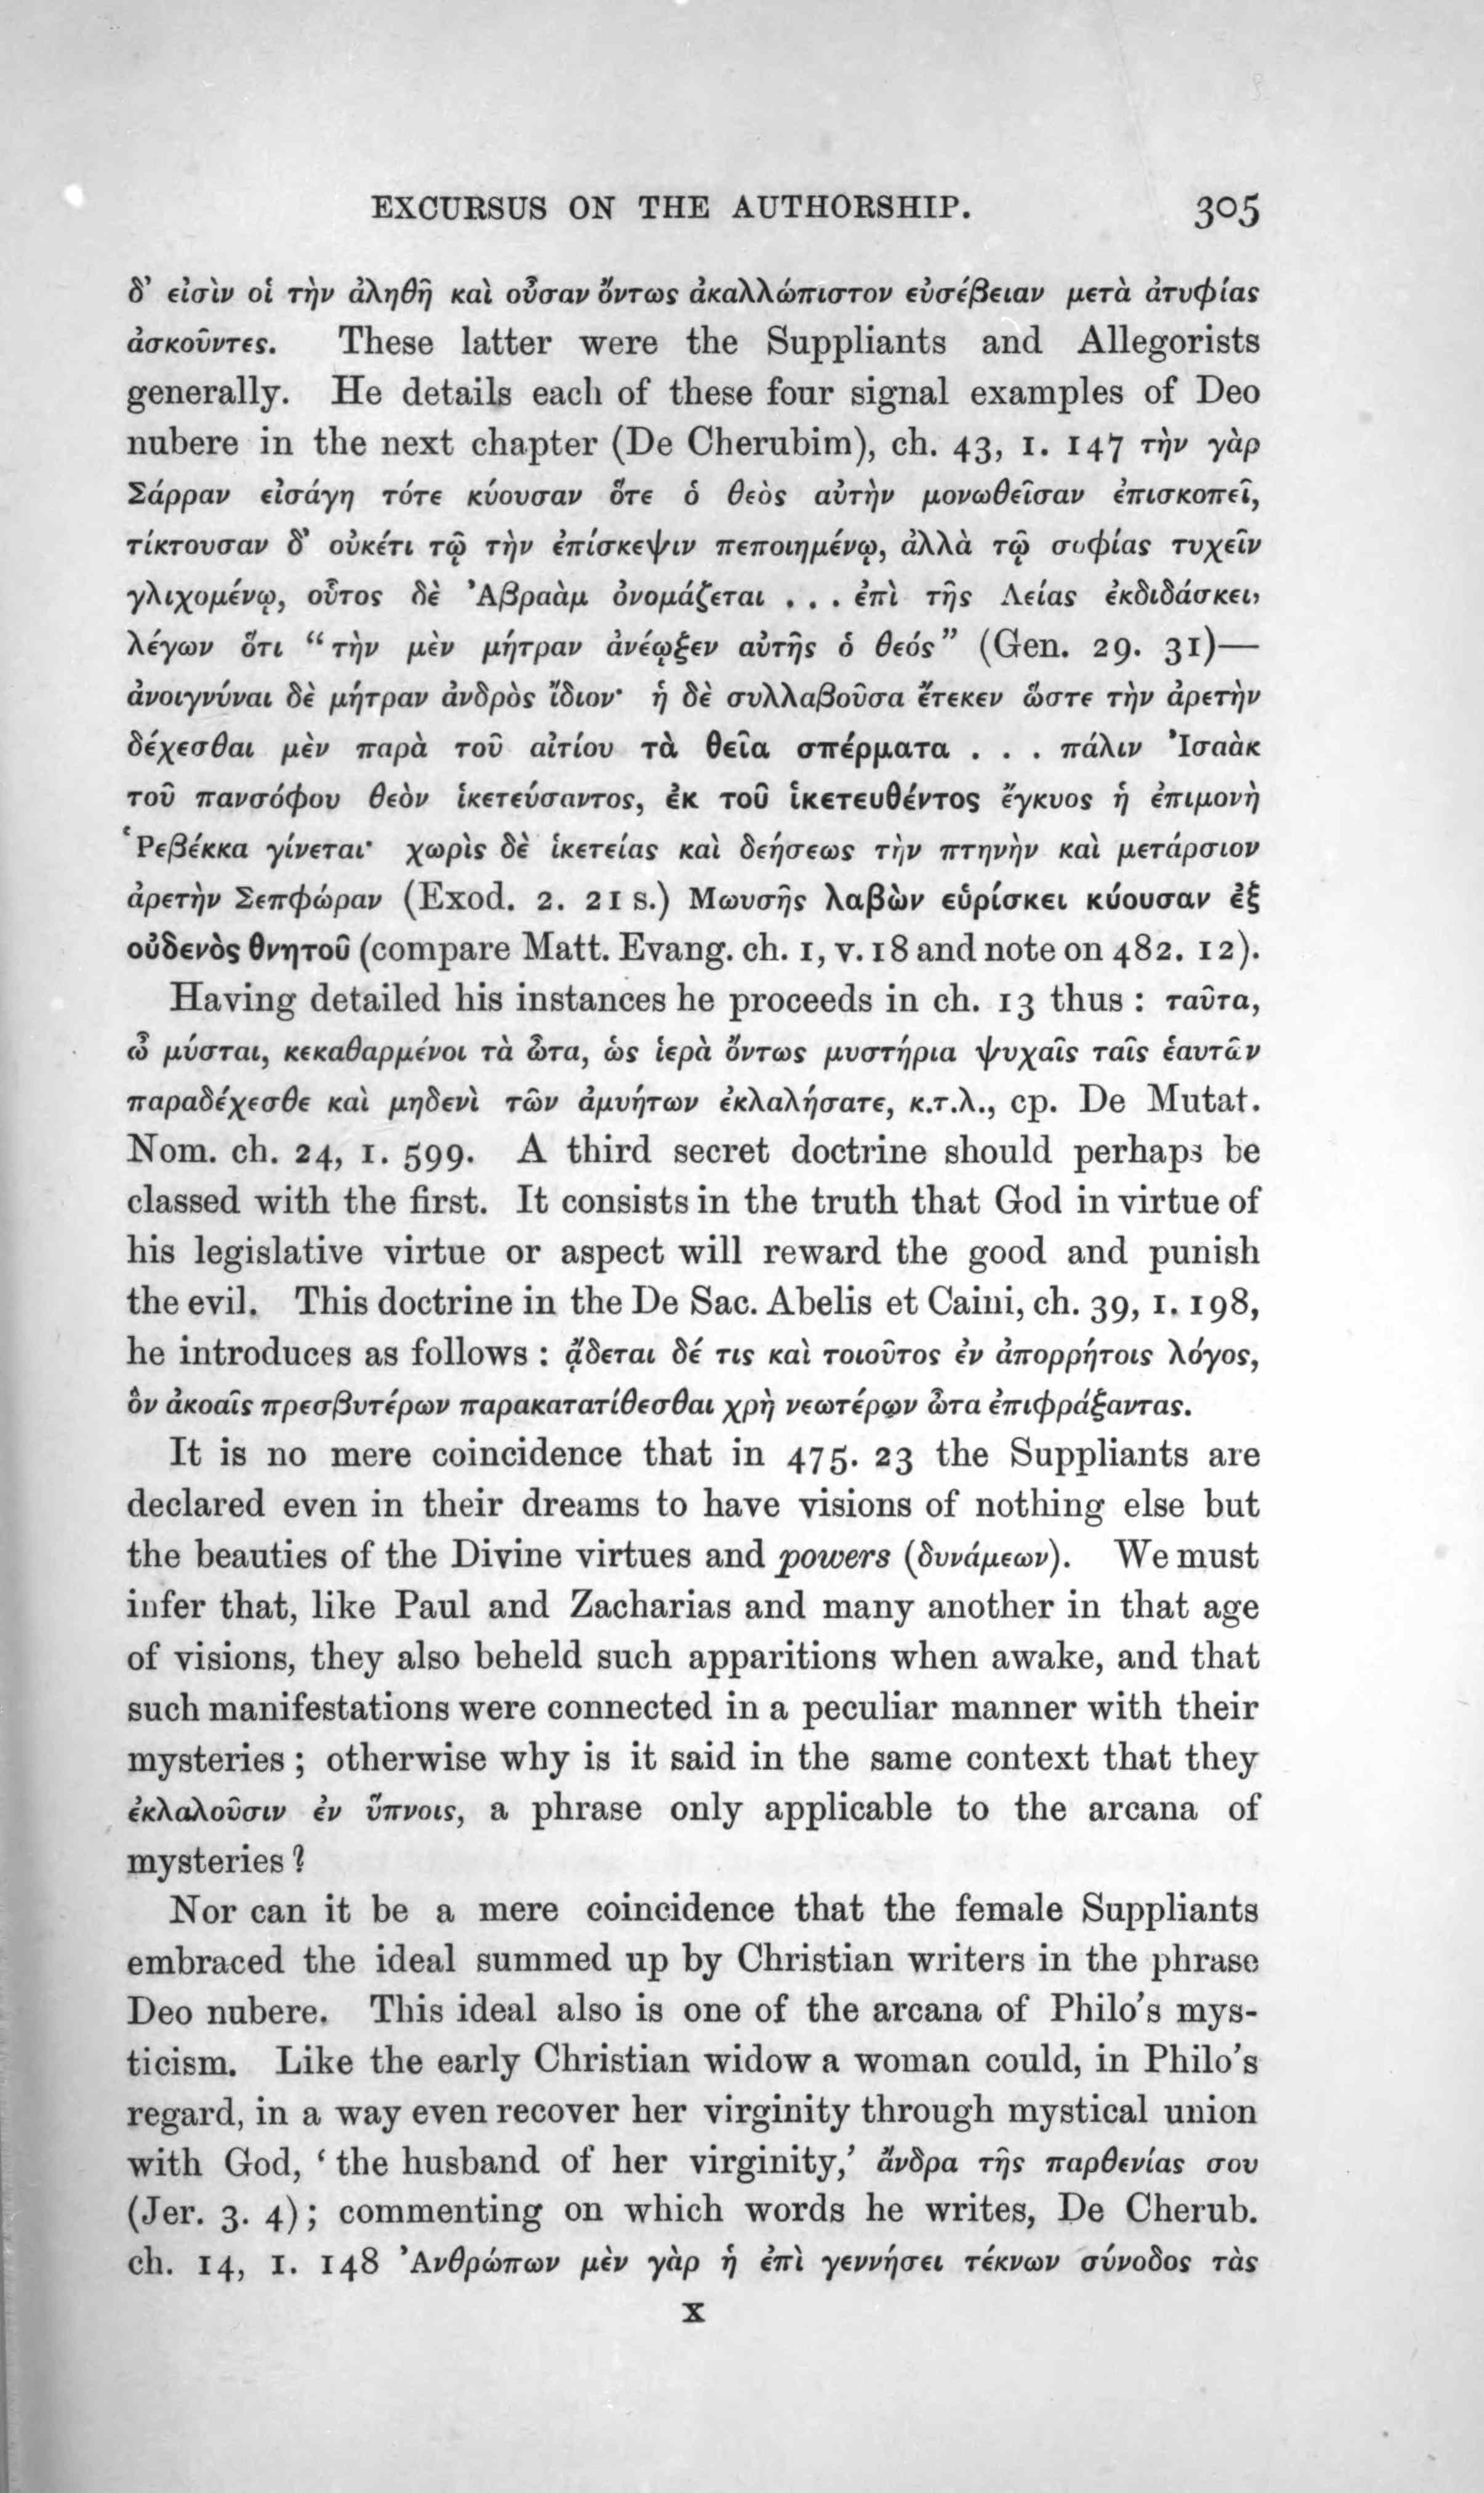 EXCURSUS ON THE AUTHORSHIP. 305
δ’ εἰσὶν οἱ τὴν ἀληθῆ καὶ οὖσαν ὄντως ἀκαλλώπιστον εὐσέβειαν μετὰ ἀτυφίας
ἀσκοῦντες. These latter were the Suppliants and Allegorists
generally. He details each of these four signal examples of Deo
nubere in the next chapter (De Cherubim), ch. 43, 1. 147 τὴν γὰρ
Σάρραν εἰσάγη τότε κύουσαν ὅτε ὁ θεὸς αὐτὴν μονωθεῖσαν ἐπισκοπεῖ,
τίκτουσαν δ’ οὐκέτι τῷ τὴν ἐπίσκεψιν πεποιημένῳ, ἀλλὰ τῷ σοφίας τυχεῖν
γλιχομένῳ, οὗτος δὲ Ἀβραὰμ ὀνομάζεται . . . ἐπὶ τῆς Λείας ἐκδιδάσκει,
λέγων ὅτι “τὴν μὲν μήτραν ἀνέῳξεν αὐτῆς ὁ θεός” (Gen. 29. 31)—
ἀνοιγνύναι δὲ μήτραν ἀνδρὸς ἴδιον· ἡ δὲ συλλαβοῦσα ἔτεκεν ὥστε τὴν ἀρετὴν
δέχεσθαι μὲν παρὰ τοῦ αἰτίου τὰ θεῖα σπέρματα . . . πάλιν Ἰσαὰκ
τοῦ πανσόφου θεὸν ἱκετεύσαντος, ἐκ τοῦ ἱκετευθέντος ἔγκυος ἡ ἐπιμονὴ
Ῥεβέκκα γίνεται· χωρὶς δὲ ἱκετείας καὶ δεήσεως τὴν πτηνὴν καὶ μετάρσιον
ἀρετὴν Σεπφώραν (Exod. 2. 21 s.) Μωυσῆς λαβὼν εὑρίσκει κύουσαν ἐξ
οὐδενὸς θνητοῦ (compare Matt. Evang. ch. 1, v. 18 and note on 482. 12).
Having detailed his instances he proceeds in ch. 13 thus : ταῦτα,
ὦ μύσται, κεκαθαρμένοι τὰ ὦτα, ὡς ἱερὰ ὄντως μυστήρια ψυχαῖς ταῖς ἑαυτῶν
παραδέχεσθε καὶ μηδενὶ τῶν ἀμυήτων ἐκλαλήσατε, κ.τ.λ., cp. De Mutat.
Nom. ch. 24, 1. 599. A third secret doctrine should perhaps be
classed with the first. It consists in the truth that God in virtue of
his legislative virtue or aspect will reward the good and punish
the evil. This doctrine in the De Sac. Abelis et Caini, ch. 39, 1. 198,
he introduces as follows : ᾄδεται δέ τις καὶ τοιοῦτος ἐν ἀπορρήτοις λόγος,
ὃν ἀκοαῖς πρεσβυτέρων παρακατατίθεσθαι χρὴ νεωτέρων ὦτα ἐπιφράξαντας.
It is no mere coincidence that in 475. 23 the Suppliants are
declared even in their dreams to have visions of nothing else but
the beauties of the Divine virtues and powers (δυνάμεων). We must
infer that, like Paul and Zacharias and many another in that age
of visions, they also beheld such apparitions when awake, and that
such manifestations were connected in a peculiar manner with their
mysteries ; otherwise why is it said in the same context that they
ἐκλαλοῦσιν ἐν ὕπνοις, a phrase only applicable to the arcana of
mysteries ?
Nor can it be a mere coincidence that the female Suppliants
embraced the ideal summed up by Christian writers in the phrase
Deo nubere. This ideal also is one of the arcana of Philo’s mys-
ticism. Like the early Christian widow a woman could, in Philo’s
regard, in a way even recover her virginity through mystical union
with God, ‘ the husband of her virginity,’ ἄνδρα τῆς παρθενίας σου
(Jer. 3. 4) ; commenting on which words he writes, De Cherub.
ch. 14, 1. 148 Ἀνθρώπων μὲν γὰρ ἡ ἐπὶ γεννήσει τέκνων σύνοδος τὰς
X